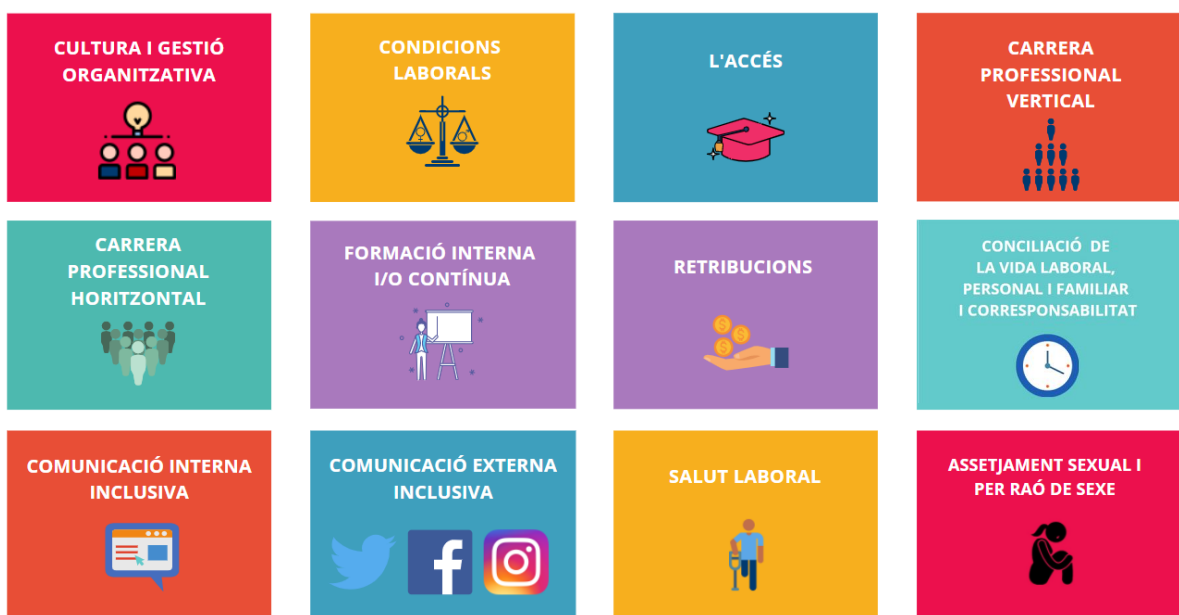 CULTURA I GESTIÓ
ORGANITZATIVA
CONDICIONS
LABORALS
L'ACCÉS
CARRERA
PROFESSIONAL
VERTICAL
CARRERA
PROFESSIONAL
HORITZONTAL
FORMACIÓ INTERNA
I/O CONTÍNUA
RETRIBUCIONS
CONCILIACIÓ DE
LA VIDA LABORAL,
PERSONAL I FAMILIAR
I CORRESPONSABILITAT
COMUNICACIÓ INTERNA
INCLUSIVA
COMUNICACIÓ EXTERNA
INCLUSIVA
SALUT LABORAL
ASSETJAMENT SEXUAL I
PER RAÓ DE SEXE